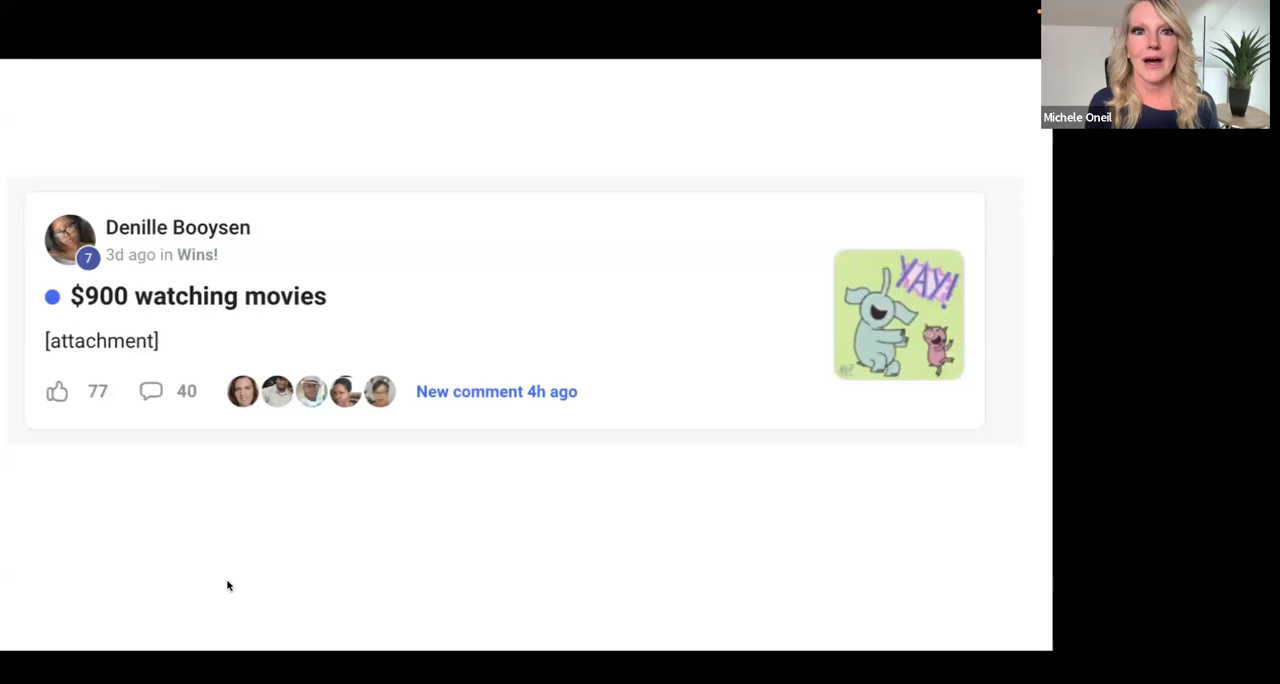 Michele Oneil
Denille Booysen
7
3d ago in Wins!
$900 watching movies
[attachment]
YAY!
77
40
New comment 4h ago